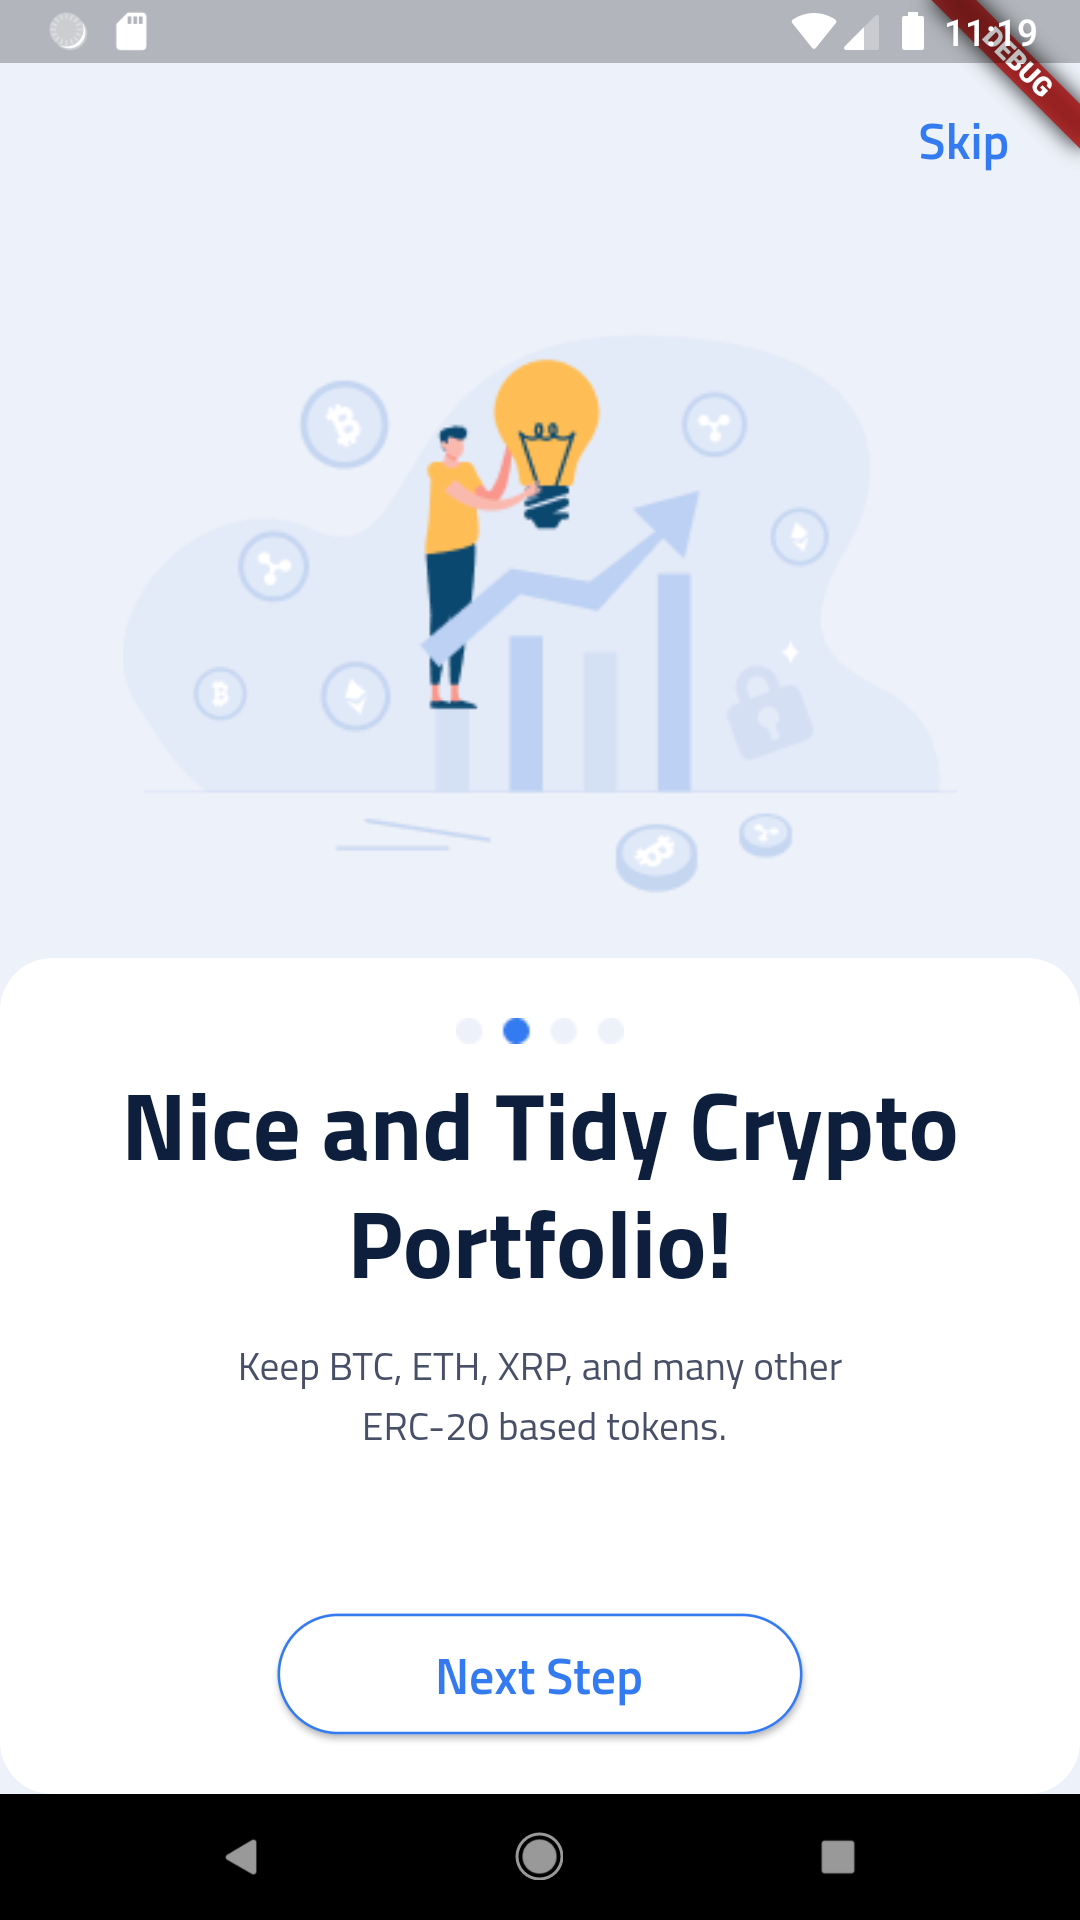 11:19
DEBUG
Skip
Nice and Tidy Crypto
Portfolio!
Keep BTC, ETH, XRP, and many other
ERC-20 based tokens.
Next Step